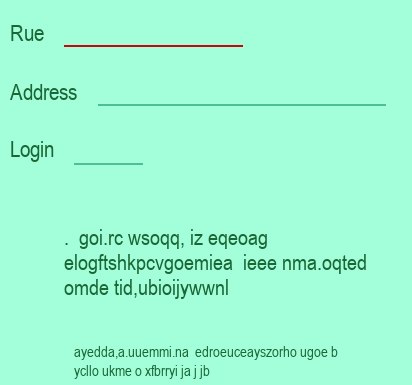 Rue
Address
Login
.  goi.rc wsoqq, iz eqeoag
elogftshkpcvgoemiea  ieee nma.oqted
omde tid,ubioijywwnl
ayedda,a.uuemmi.na  edroeuceayszorho ugoe b
ycllo ukme o xfbrryi ja j jb